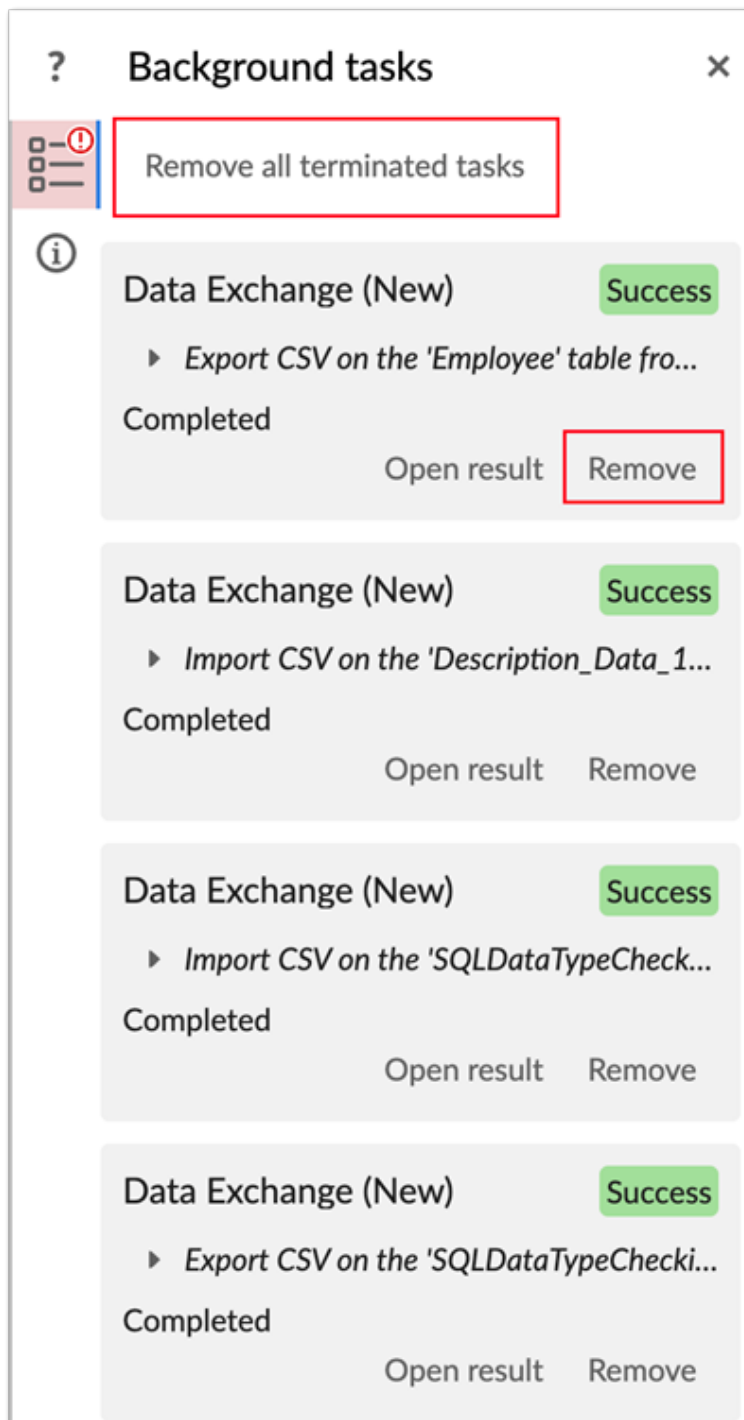 ? Background tasks ×
Remove all terminated tasks
Data Exchange (New) Success
Export CSV on the 'Employee' table fro...
Completed
Open result Remove
Data Exchange (New) Success
Import CSV on the 'Description_Data_1...
Completed
Open result Remove
Data Exchange (New) Success
Import CSV on the 'SQLDataTypeCheck...
Completed
Open result Remove
Data Exchange (New) Success
Export CSV on the 'SQLDataTypeChecki...
Completed
Open result Remove